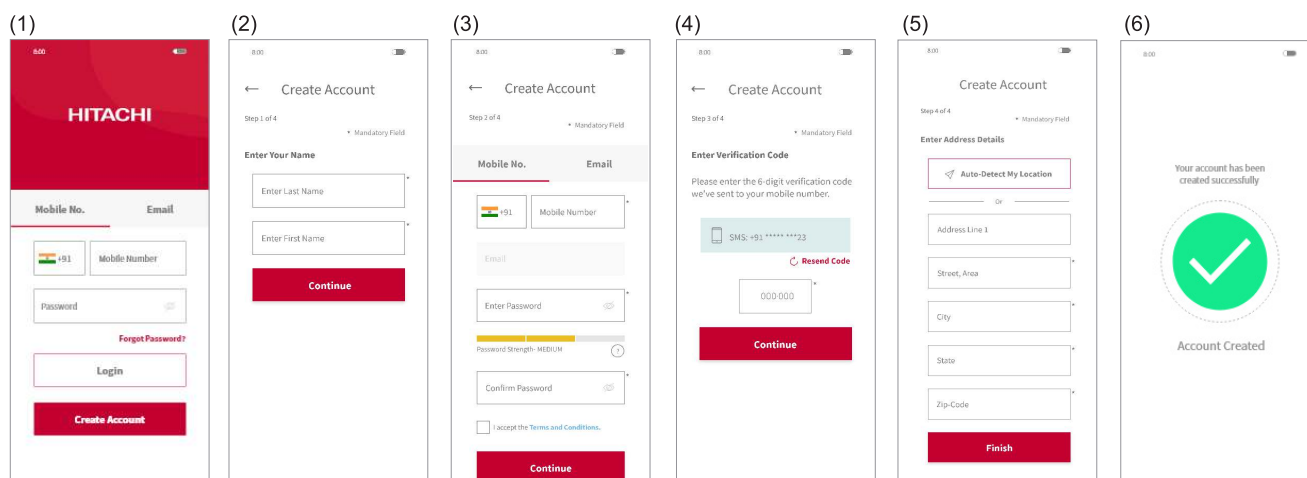 (1)
8:00
HITACHI
Mobile No. Email
+91 Mobile Number
Password
Forgot Password?
Login
Create Account
(2)
8:00
← Create Account
Step 1 of 4
* Mandatory Field
Enter Your Name
Enter Last Name *
Enter First Name *
Continue
(3)
8:00
← Create Account
Step 2 of 4
* Mandatory Field
Mobile No. Email
+91 Mobile Number *
Email
Enter Password *
Password Strength- MEDIUM ?
Confirm Password *
I accept the Terms and Conditions.
Continue
(4)
8:00
← Create Account
Step 3 of 4
* Mandatory Field
Enter Verification Code
Please enter the 6-digit verification code
we've sent to your mobile number.
SMS: +91 ***** ***23
Resend Code
000-000 *
Continue
(5)
8:00
Create Account
Step 4 of 4
* Mandatory Field
Enter Address Details
Auto-Detect My Location
Or
Address Line 1
Street, Area *
City *
State *
Zip-Code *
Finish
(6)
8:00
Your account has been
created successfully
Account Created